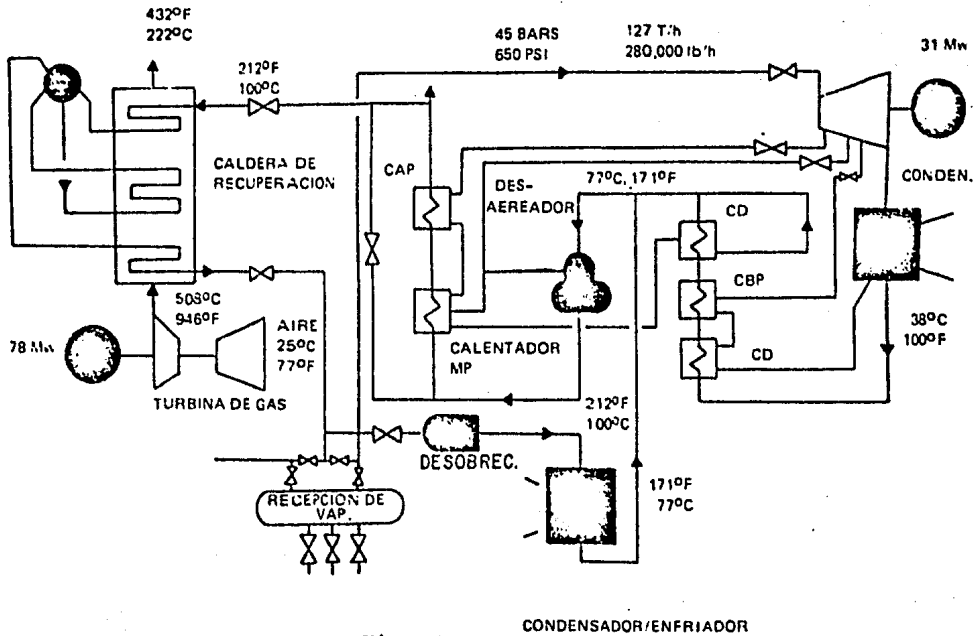 432ºF
222ºC
212ºF
100ºC
CALDERA DE
RECUPERACION
45 BARS
650 PSI
127 T/h
280,000 lb/h
31 Mw
CAP
DES-
AEREADOR
77ºC, 171ºF
CD
CONDEN.
CBP
CD
38ºC
100ºF
508ºC
946ºF
AIRE
25ºC
77ºF
78 Mw
TURBINA DE GAS
CALENTADOR
MP
212ºF
100ºC
DESOBREC.
171ºF
77ºC
RECEPCION DE
VAP.
CONDENSADOR/ENFRIADOR